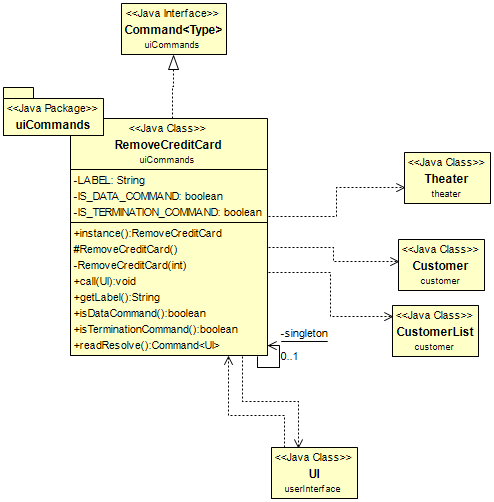 <<Java Interface>>
Command<Type>
uiCommands
<<Java Package>>
uiCommands
<<Java Class>>
RemoveCreditCard
uiCommands
-LABEL: String
-IS_DATA_COMMAND: boolean
-IS_TERMINATION_COMMAND: boolean
+instance():RemoveCreditCard
#RemoveCreditCard()
-RemoveCreditCard(int)
+call(UI):void
+getLabel():String
+isDataCommand():boolean
+isTerminationCommand():boolean
+readResolve():Command<UI>
-singleton
0..1
<<Java Class>>
Theater
theater
<<Java Class>>
Customer
customer
<<Java Class>>
CustomerList
customer
<<Java Class>>
UI
userInterface